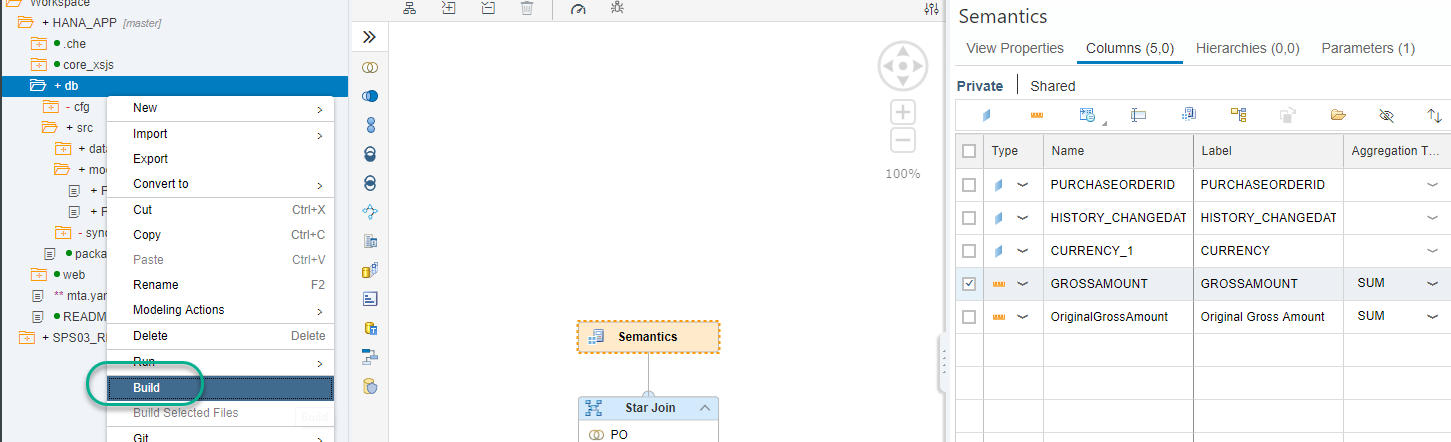 Workspace
+ HANA_APP [master]
.che
core_xsjs
+ db
- cfg
+ src
+ data
+ mod
+ F
+ F
- sync
packa
web
** mta.yam
README
+ SPS03_R
New
Import
Export
Convert to
Cut Ctrl+X
Copy Ctrl+C
Paste Ctrl+V
Rename F2
Modeling Actions
Delete Delete
Run
Build
Build Selected Files
Git
100%
Semantics
Star Join
PO
Semantics
View Properties Columns (5,0) Hierarchies (0,0) Parameters (1)
Private Shared
Type Name Label Aggregation T...
PURCHASEORDERID PURCHASEORDERID
HISTORY_CHANGEDAT HISTORY_CHANGEDAT
CURRENCY_1 CURRENCY
GROSSAMOUNT GROSSAMOUNT SUM
OriginalGrossAmount Original Gross Amount SUM